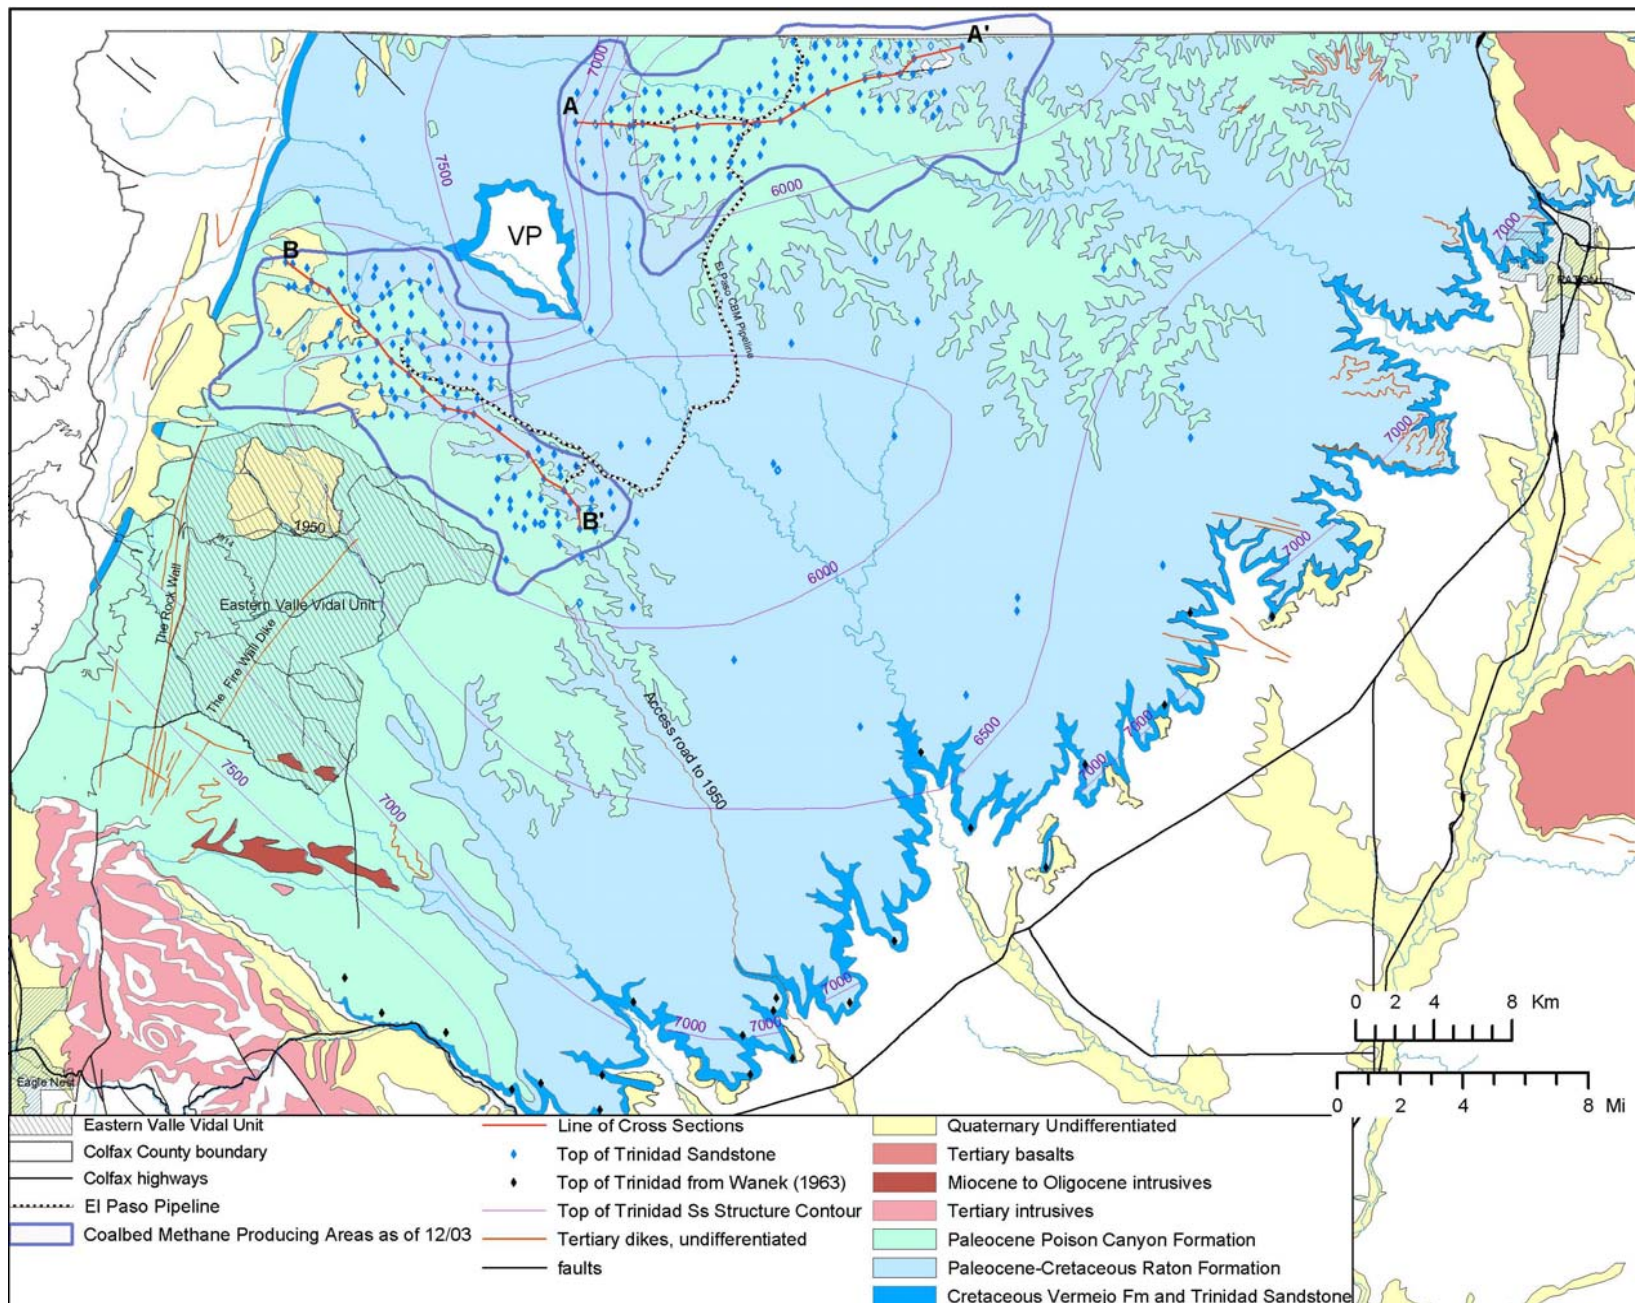 A'
7000
A
7500
6000
VP
7000
B
El Paso CBM Pipeline
7000
B'
1950
7000
6000
The Rock Wall
Eastern Valle Vidal Unit
The Fire Wall Dike
Access road to 1950
6500
7000
7000
7500
7000
7000
7000
7000
0 2 4 8 Km
Eagle Nest
0 2 4 8 Mi
Eastern Valle Vidal Unit
Colfax County boundary
Colfax highways
El Paso Pipeline
Coalbed Methane Producing Areas as of 12/03
Line of Cross Sections
Top of Trinidad Sandstone
Top of Trinidad from Wanek (1963)
Top of Trinidad Ss Structure Contour
Tertiary dikes, undifferentiated
faults
Quaternary Undifferentiated
Tertiary basalts
Miocene to Oligocene intrusives
Tertiary intrusives
Paleocene Poison Canyon Formation
Paleocene-Cretaceous Raton Formation
Cretaceous Vermejo Fm and Trinidad Sandstone